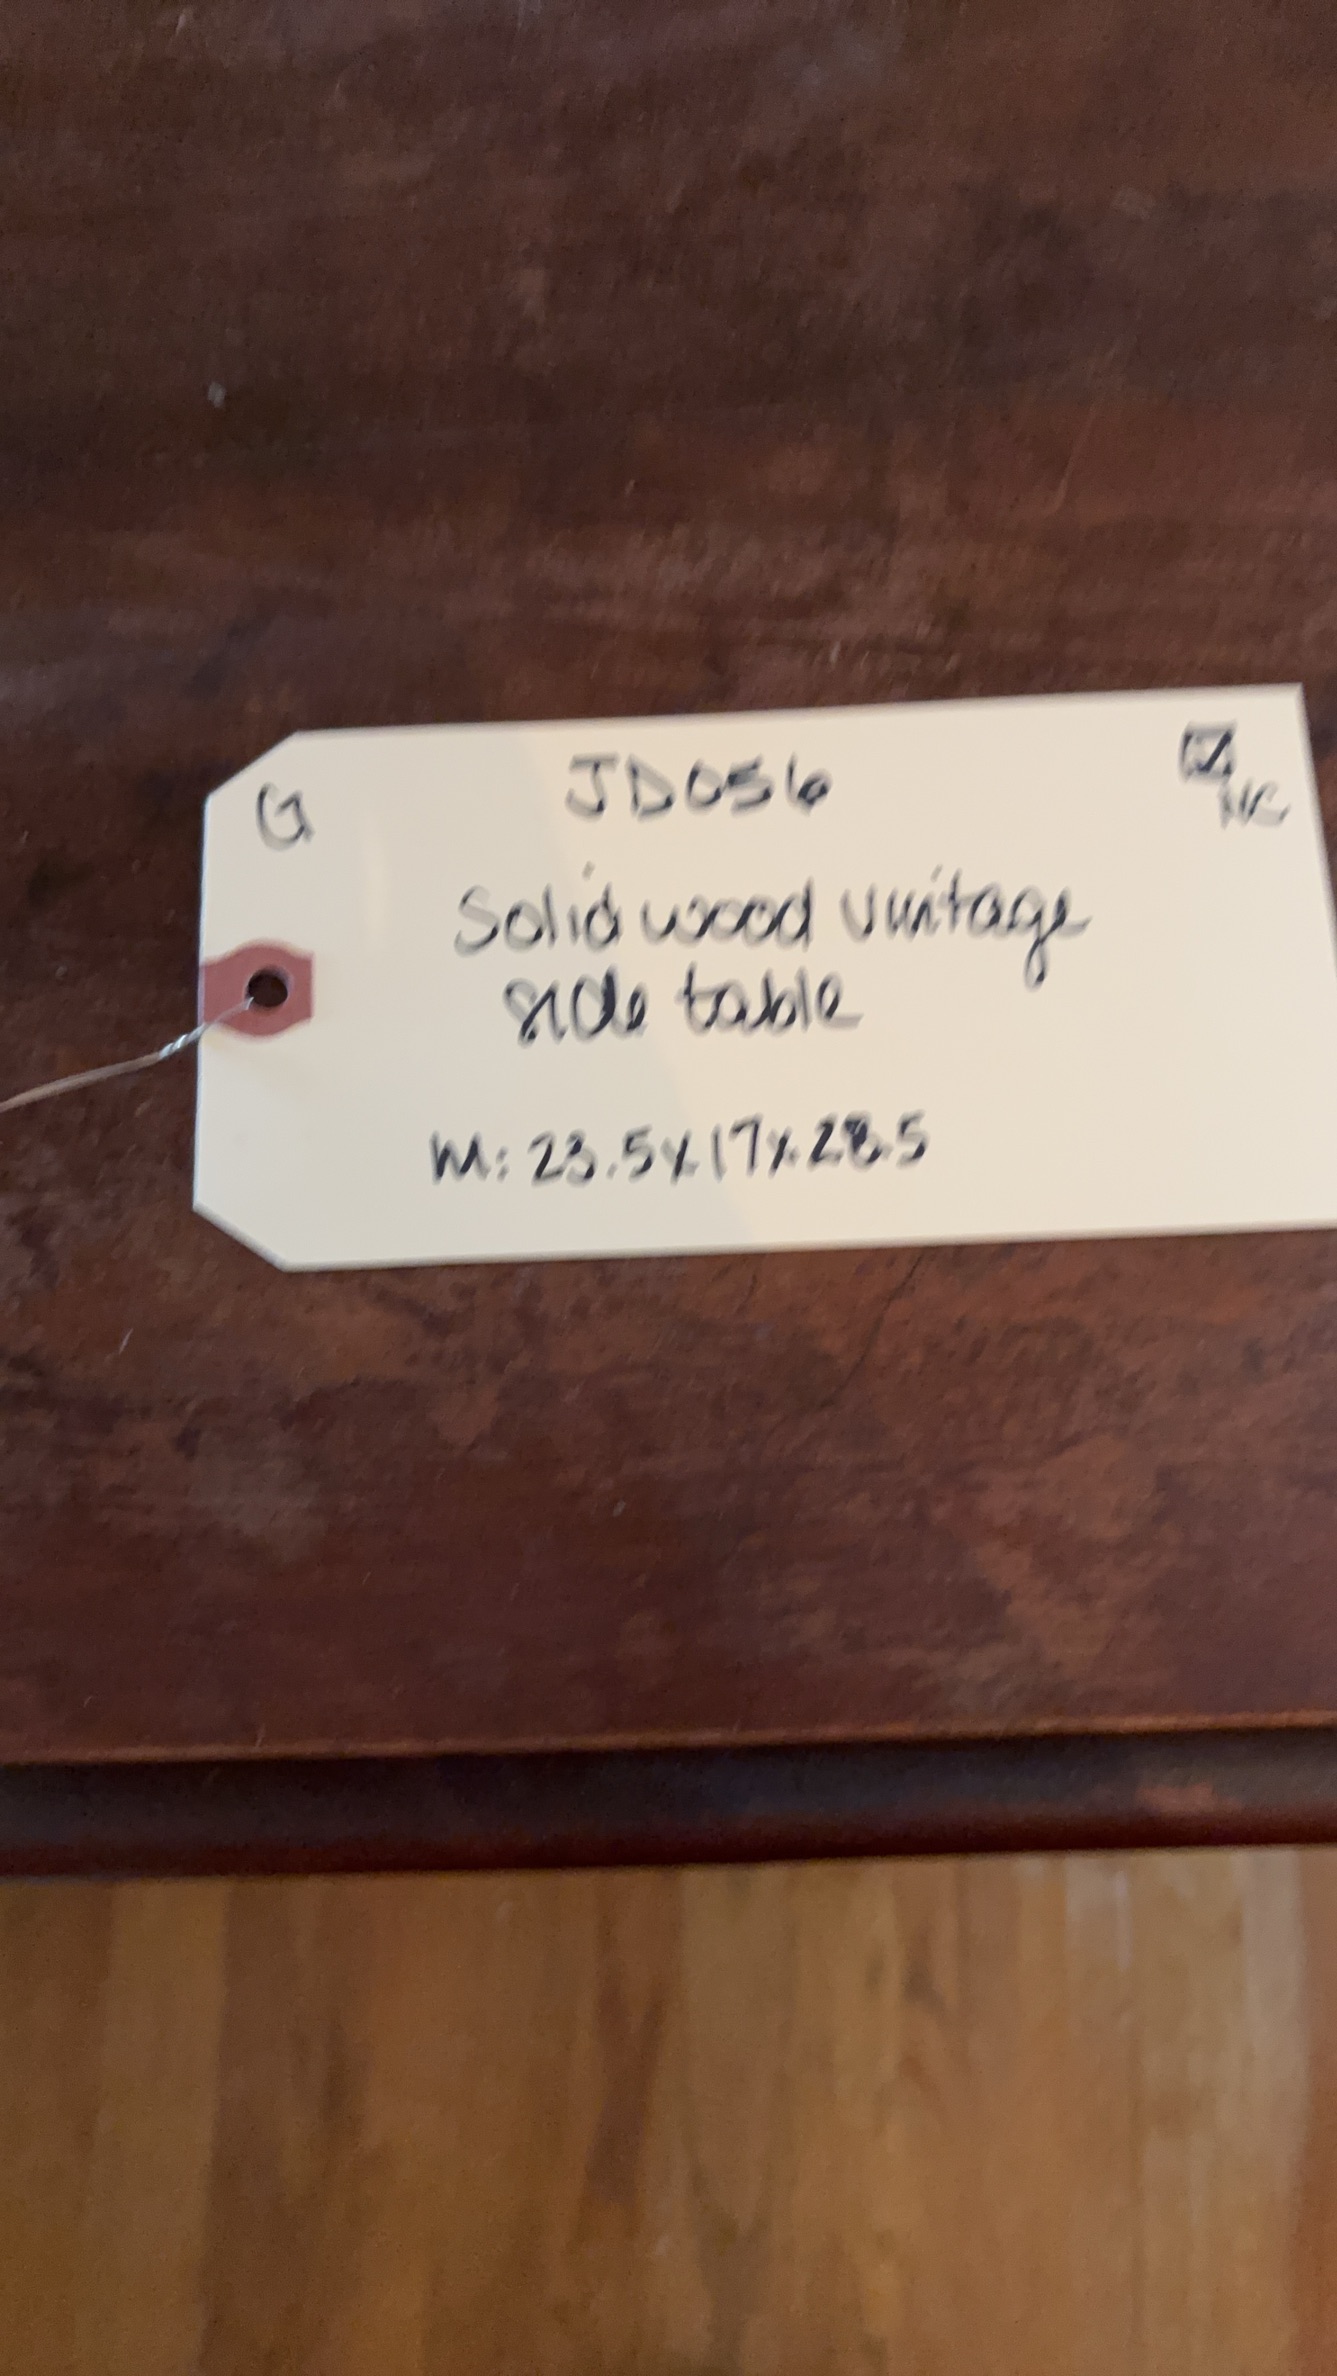 G JD056
Solid wood vintage
side table
M: 23.5x17x28.5